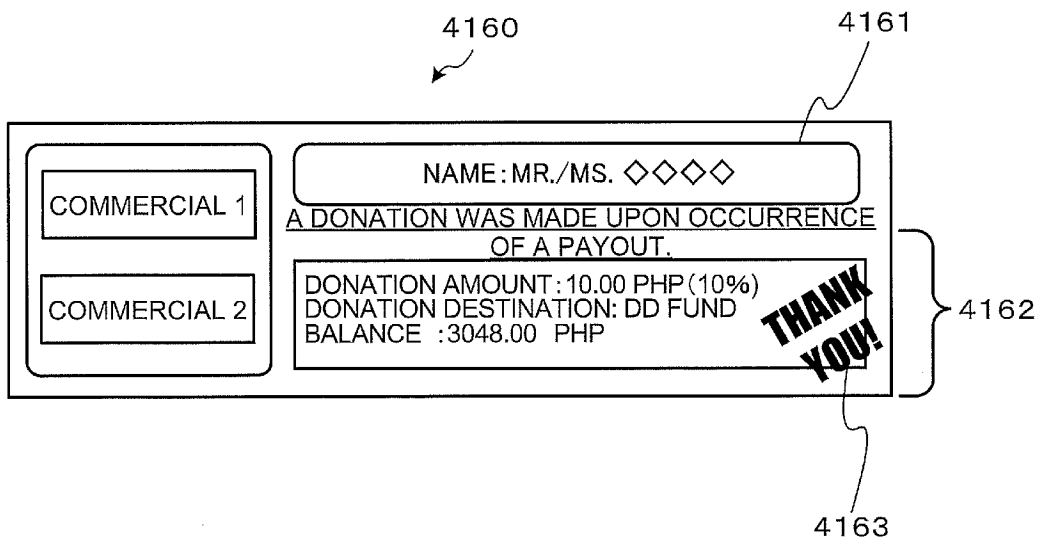 4160
4161
NAME:MR./MS. ◇◇◇◇
COMMERCIAL 1
COMMERCIAL 2
A DONATION WAS MADE UPON OCCURRENCE
OF A PAYOUT.
DONATION AMOUNT:10.00 PHP(10%)
DONATION DESTINATION: DD FUND
BALANCE :3048.00 PHP
THANK
YOU!
4162
4163